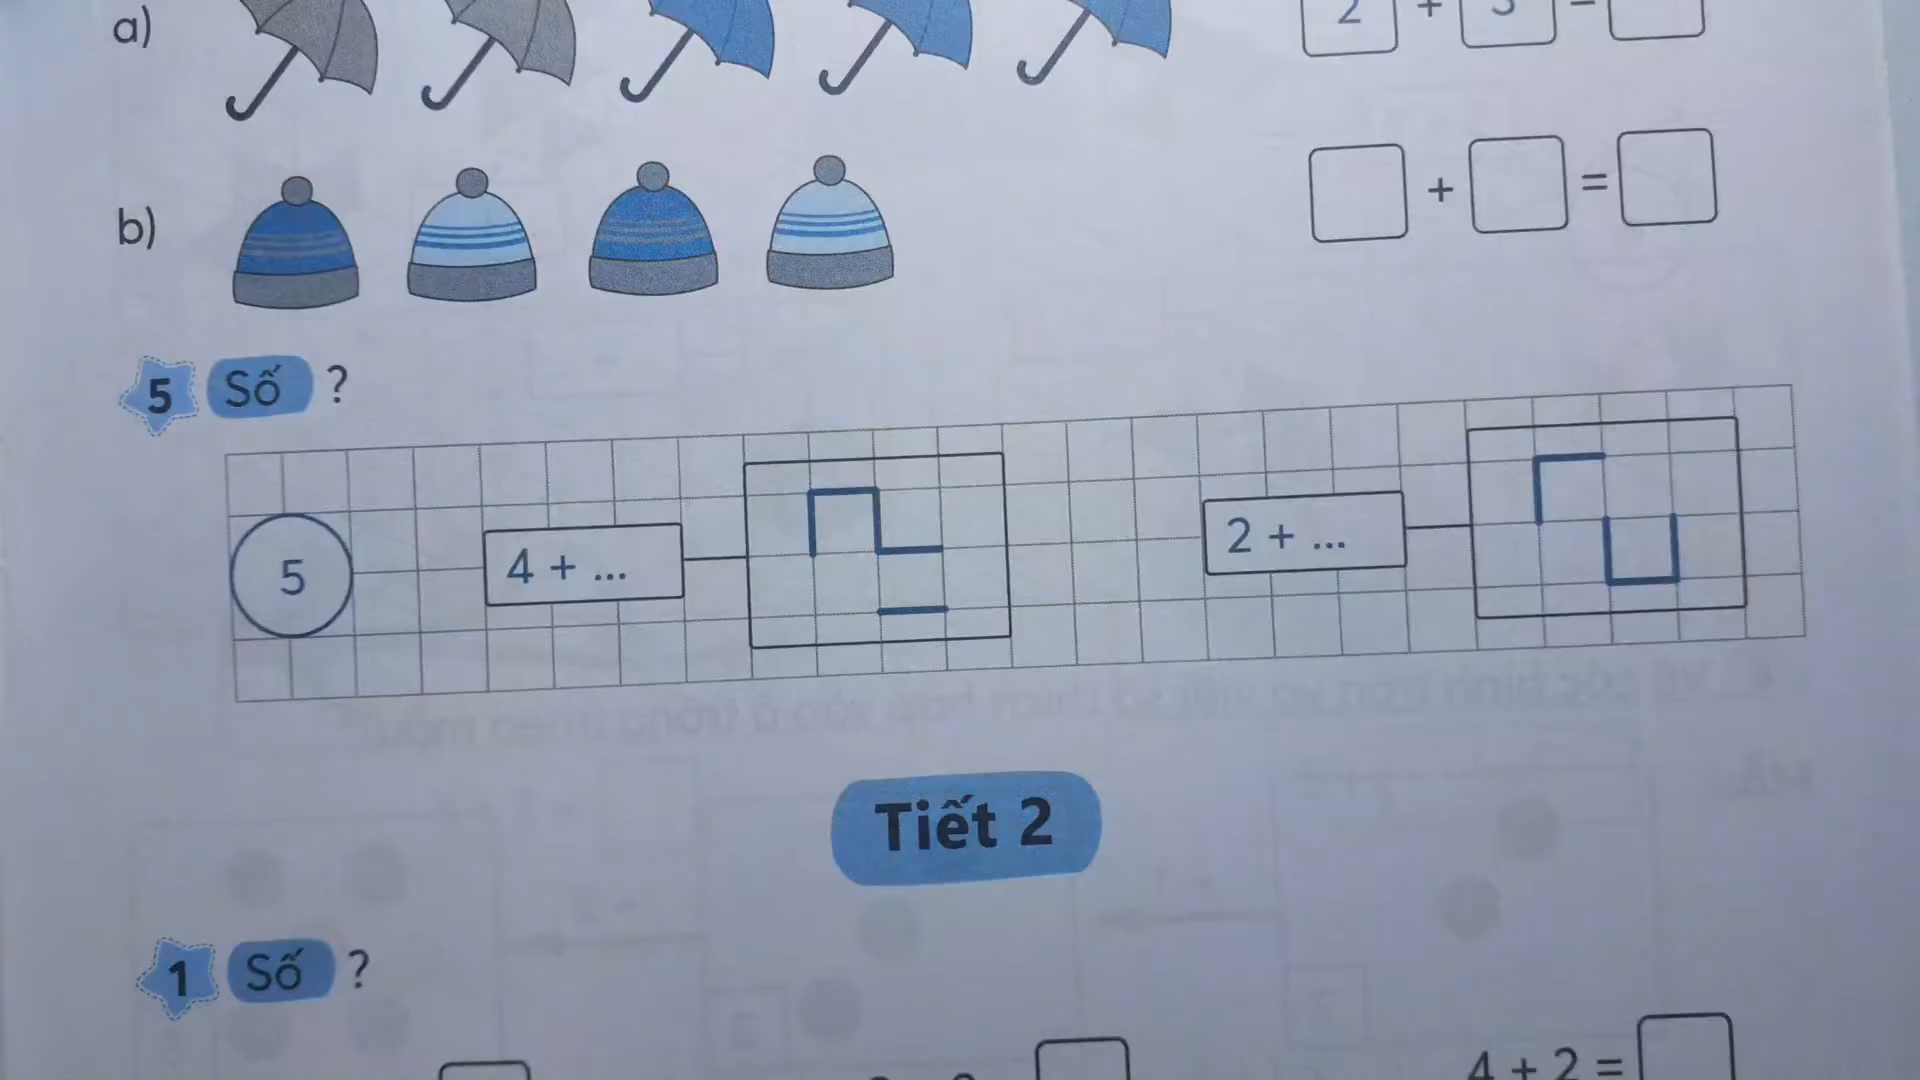 a) 2 + 3 =
b) + =
5 Số ?
5 4 + ... 2 + ...
Tiết 2
1 Số ?
4 + 2 =